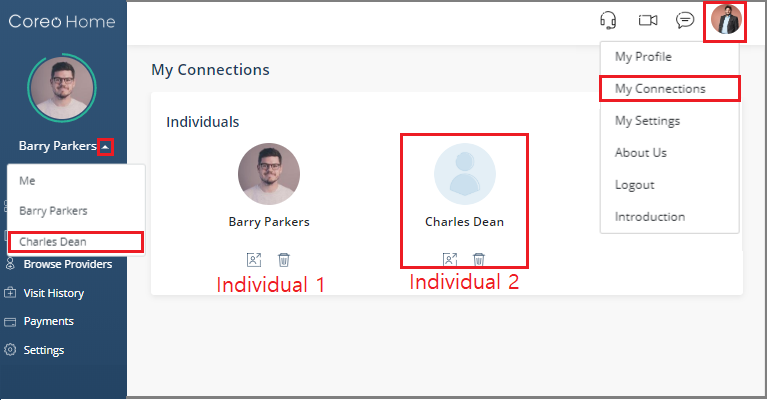 Coreo Home
Barry Parkers
Me
Barry Parkers
Charles Dean
Browse Providers
Visit History
Payments
Settings
My Connections
Individuals
Barry Parkers
Individual 1
Charles Dean
Individual 2
My Profile
My Connections
My Settings
About Us
Logout
Introduction